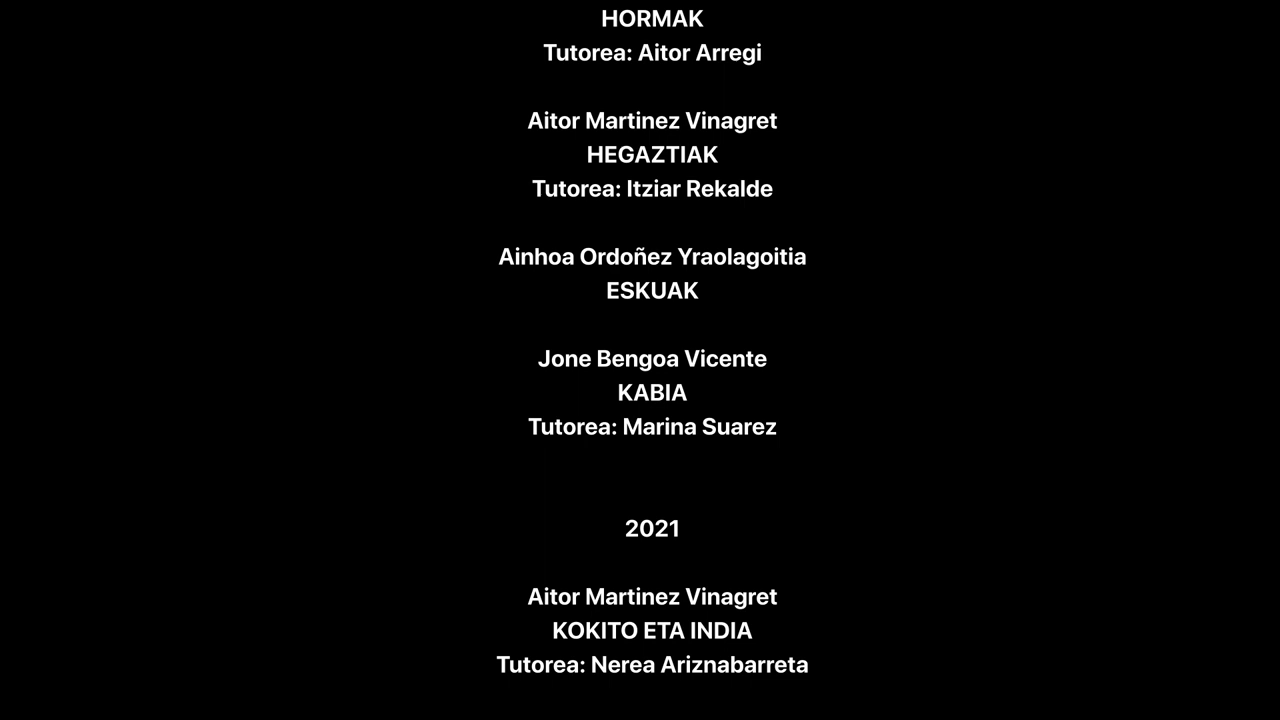 HORMAK
Tutorea: Aitor Arregi
Aitor Martinez Vinagret
HEGAZTIAK
Tutorea: Itziar Rekalde
Ainhoa Ordoñez Yraolagoitia
ESKUAK
Jone Bengoa Vicente
KABIA
Tutorea: Marina Suarez
2021
Aitor Martinez Vinagret
KOKITO ETA INDIA
Tutorea: Nerea Ariznabarreta